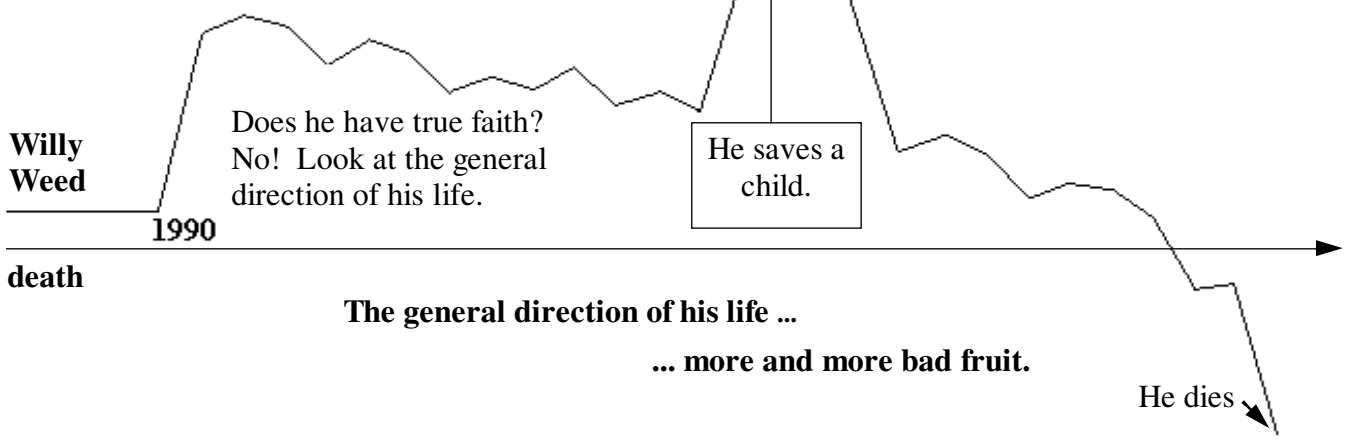 Does he have true faith?
No!  Look at the general
direction of his life.
Willy
Weed
He saves a
child.
1990
death
The general direction of his life ...
... more and more bad fruit.
He dies